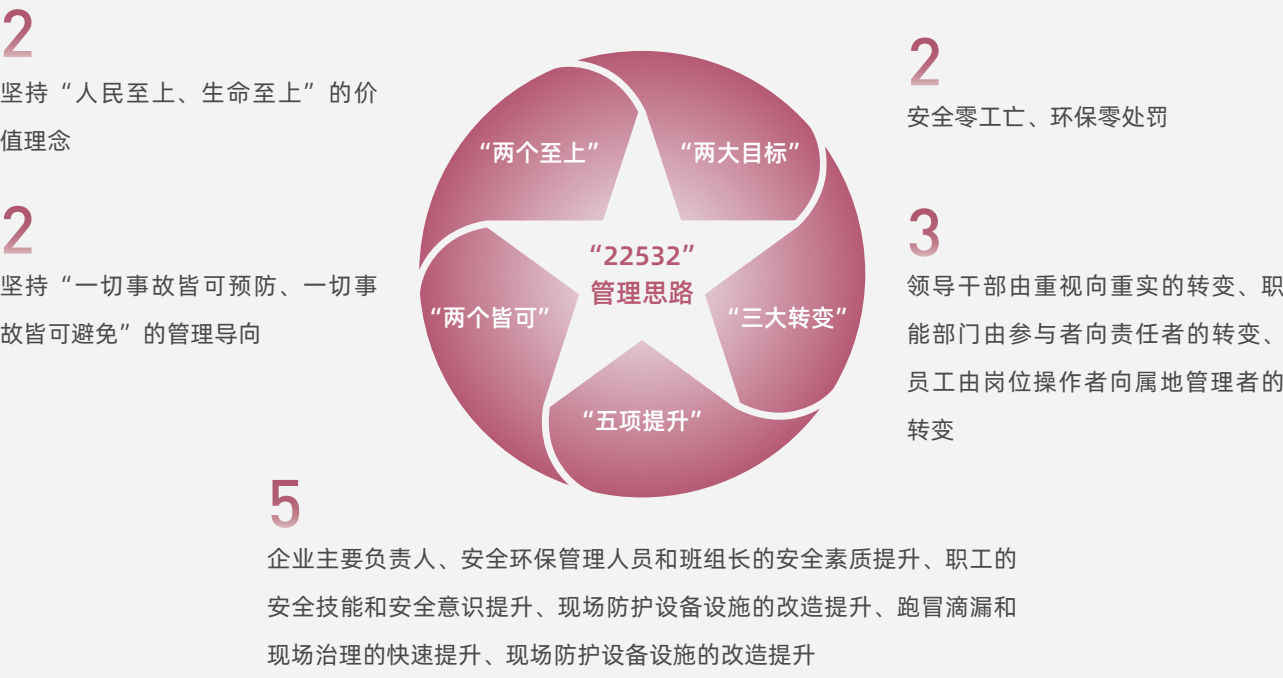 2
坚持“人民至上、生命至上”的价
值理念
2
坚持“一切事故皆可预防、一切事
故皆可避免”的管理导向
“两个至上”
“两大目标”
“22532”
管理思路
“两个皆可”
“三大转变”
“五项提升”
2
安全零工亡、环保零处罚
3
领导干部由重视向重实的转变、职
能部门由参与者向责任者的转变、
员工由岗位操作者向属地管理者的
转变
5
企业主要负责人、安全环保管理人员和班组长的安全素质提升、职工的
安全技能和安全意识提升、现场防护设备设施的改造提升、跑冒滴漏和
现场治理的快速提升、现场防护设备设施的改造提升